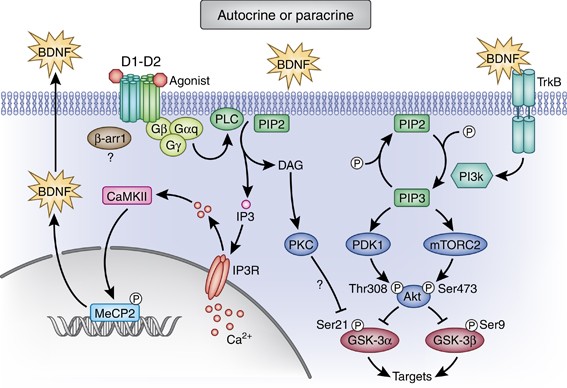 Autocrine or paracrine
BDNF
D1-D2
Agonist
BDNF
BDNF
TrkB
β-arr1
?
Gβ
Gαq
Gγ
PLC
PIP2
PIP2
P
P
PI3k
DAG
BDNF
CaMKII
IP3
PIP3
PKC
PDK1
mTORC2
IP3R
?
Thr308
P
Akt
P
Ser473
MeCP2
P
Ca2+
Ser21
P
GSK-3α
P
Ser9
GSK-3β
Targets